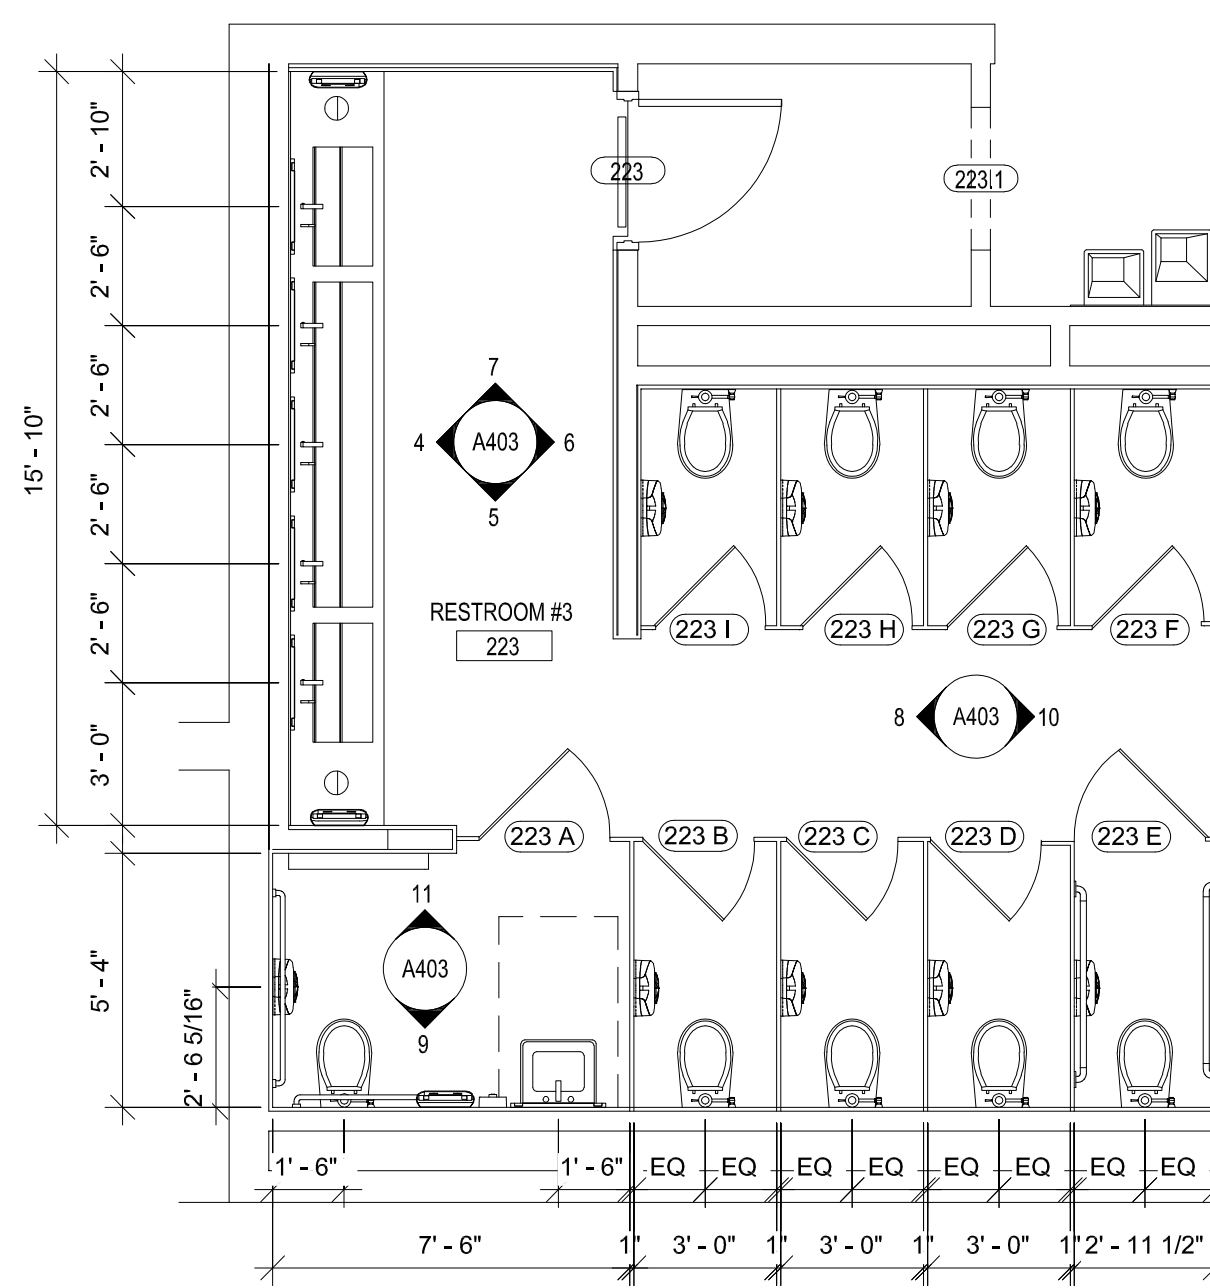 2' - 10"
2' - 6"
2' - 6"
2' - 6"
2' - 6"
3' - 0"
15' - 10"
5' - 4"
2' - 6 5/16"
223
223.1
7
4
A403
6
5
RESTROOM #3
223
223 I
223 H
223 G
223 F
8
A403
10
223 A
223 B
223 C
223 D
223 E
11
A403
9
1' - 6"
1' - 6"
EQ
EQ
EQ
EQ
EQ
EQ
EQ
EQ
7' - 6"
1"
3' - 0"
1"
3' - 0"
1"
3' - 0"
1"
2' - 11 1/2"